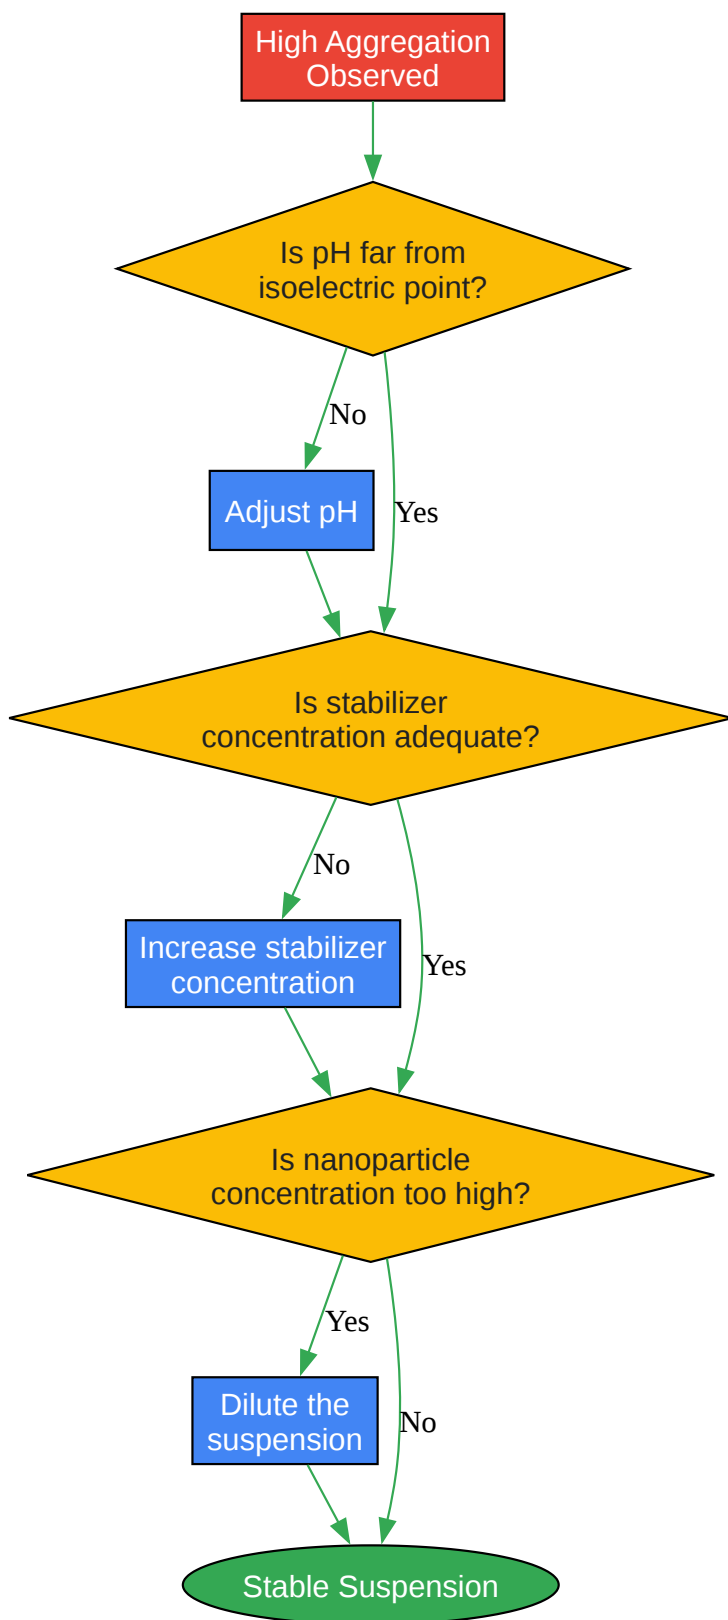 High Aggregation
Observed
Is pH far from
isoelectric point?
No
Adjust pH
Yes
Is stabilizer
concentration adequate?
No
Increase stabilizer
concentration
Yes
Is nanoparticle
concentration too high?
Yes
Dilute the
suspension
No
Stable Suspension